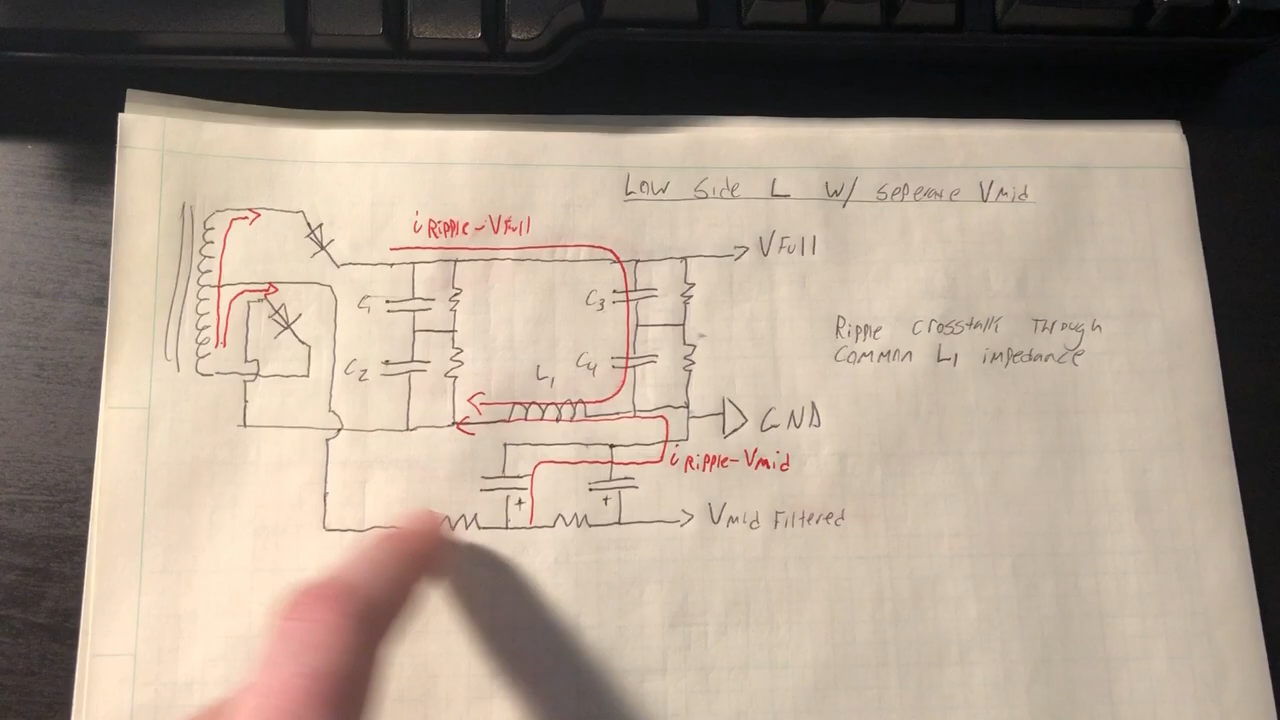 Low Side L W/ Seperare Vmid
i Ripple-VFull
VFull
C1
C3
Ripple crosstalk Through
Common L1 impedance
C2
L1
C4
GND
i Ripple-Vmid
+
+
Vmid Filtered